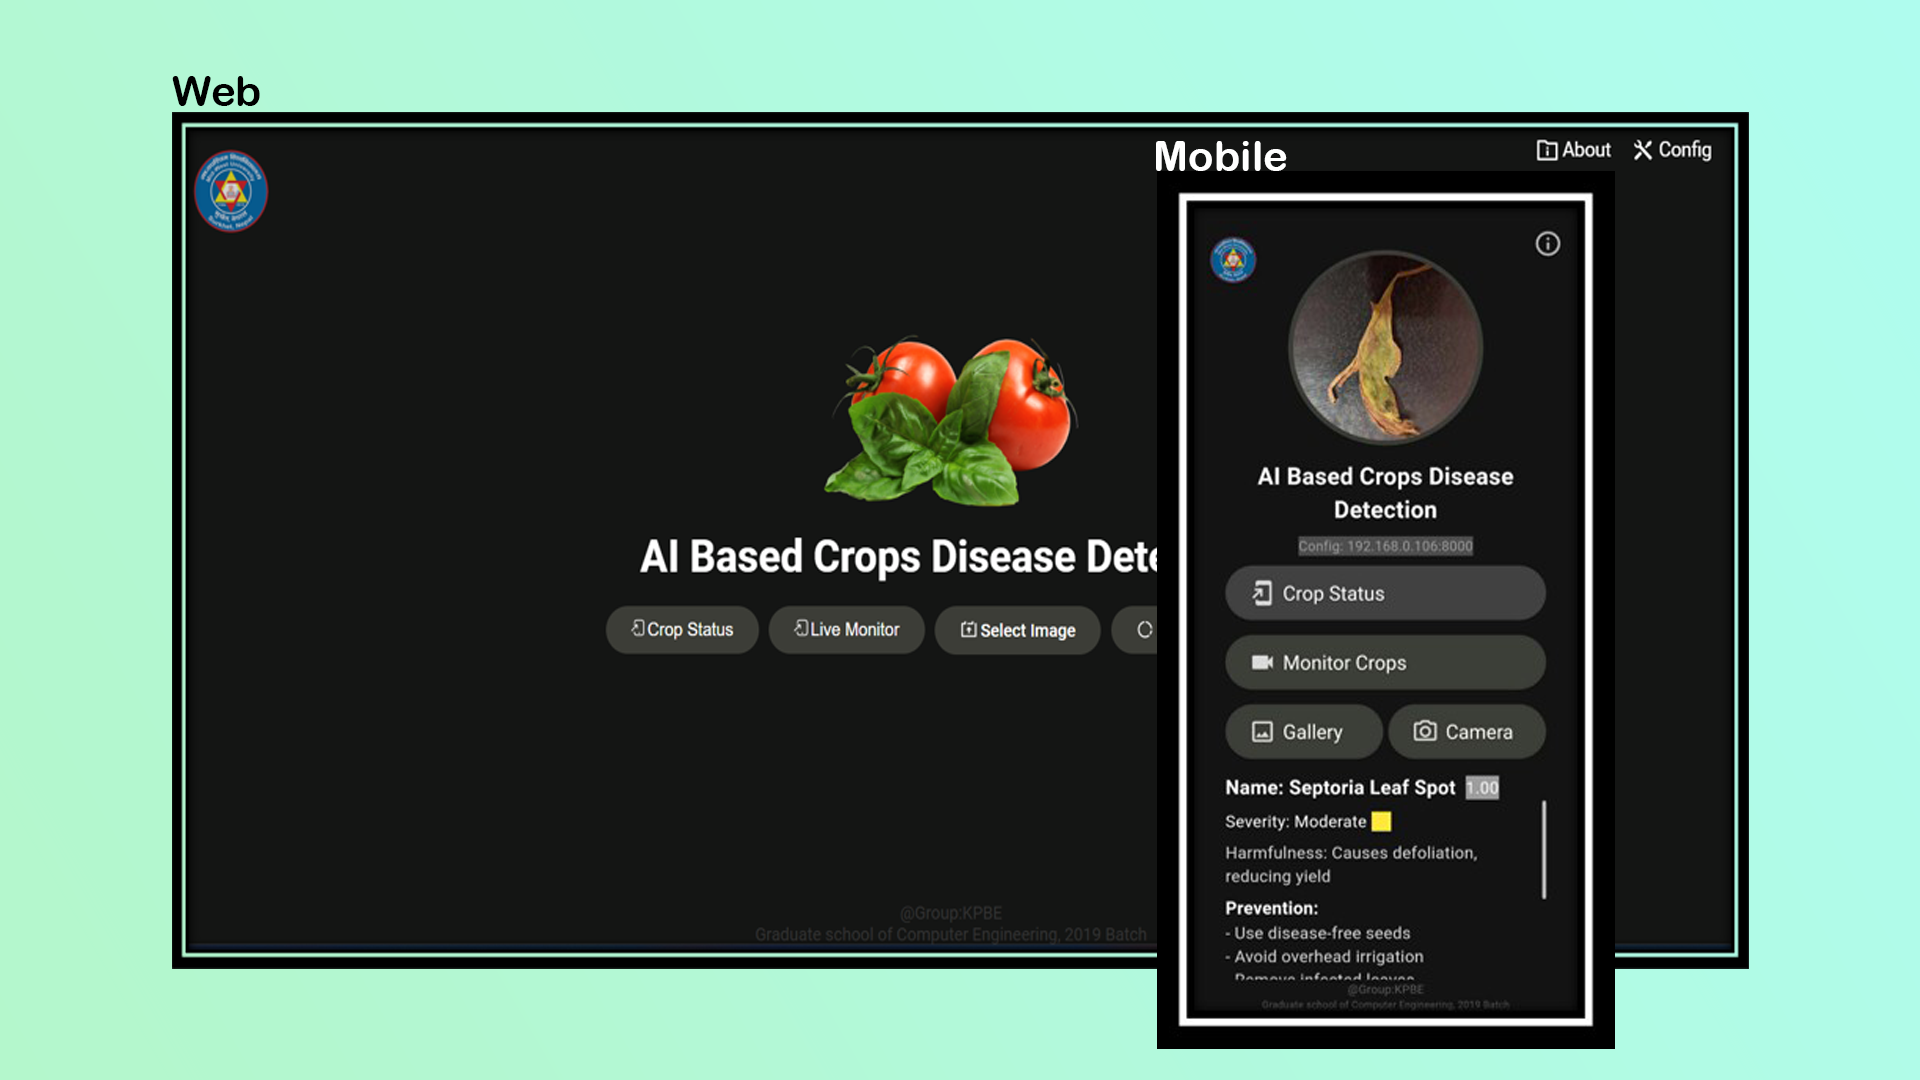 Web
About
Config
AI Based Crops Disease Dete
Crop Status
Live Monitor
Select Image
@Group:KPBE
Graduate school of Computer Engineering, 2019 Batch
Mobile
AI Based Crops Disease
Detection
Config: 192.168.0.106:8000
Crop Status
Monitor Crops
Gallery
Camera
Name: Septoria Leaf Spot 1.00
Severity: Moderate
Harmfulness: Causes defoliation,
reducing yield
Prevention:
- Use disease-free seeds
- Avoid overhead irrigation
- Remove infected leaves
@Group:KPBE
Graduate school of Computer Engineering, 2019 Batch